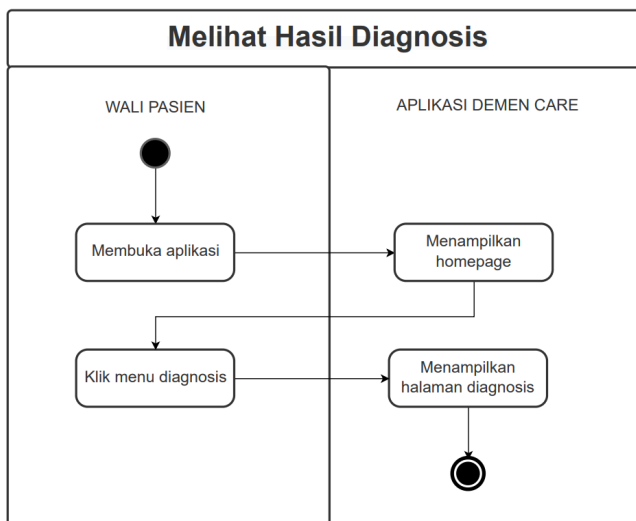 Melihat Hasil Diagnosis
WALI PASIEN
APLIKASI DEMEN CARE
Membuka aplikasi
Menampilkan
homepage
Klik menu diagnosis
Menampilkan
halaman diagnosis